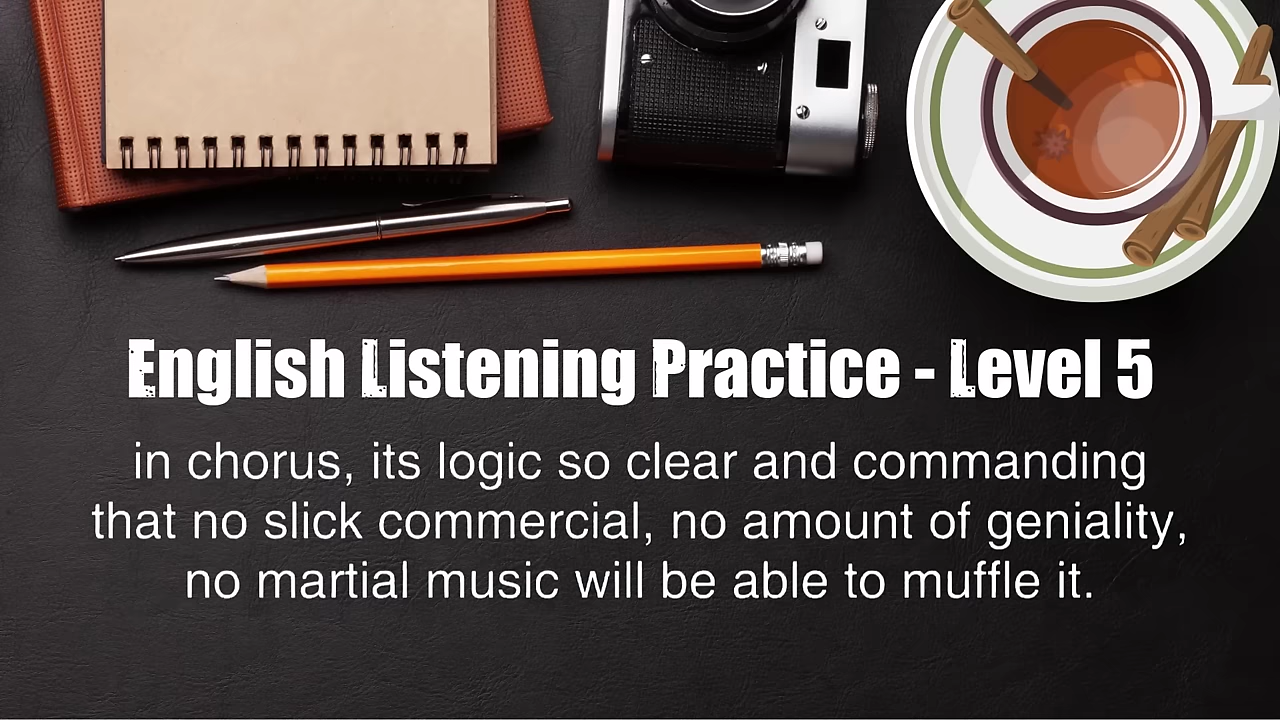 English Listening Practice - Level 5
in chorus, its logic so clear and commanding
that no slick commercial, no amount of geniality,
no martial music will be able to muffle it.